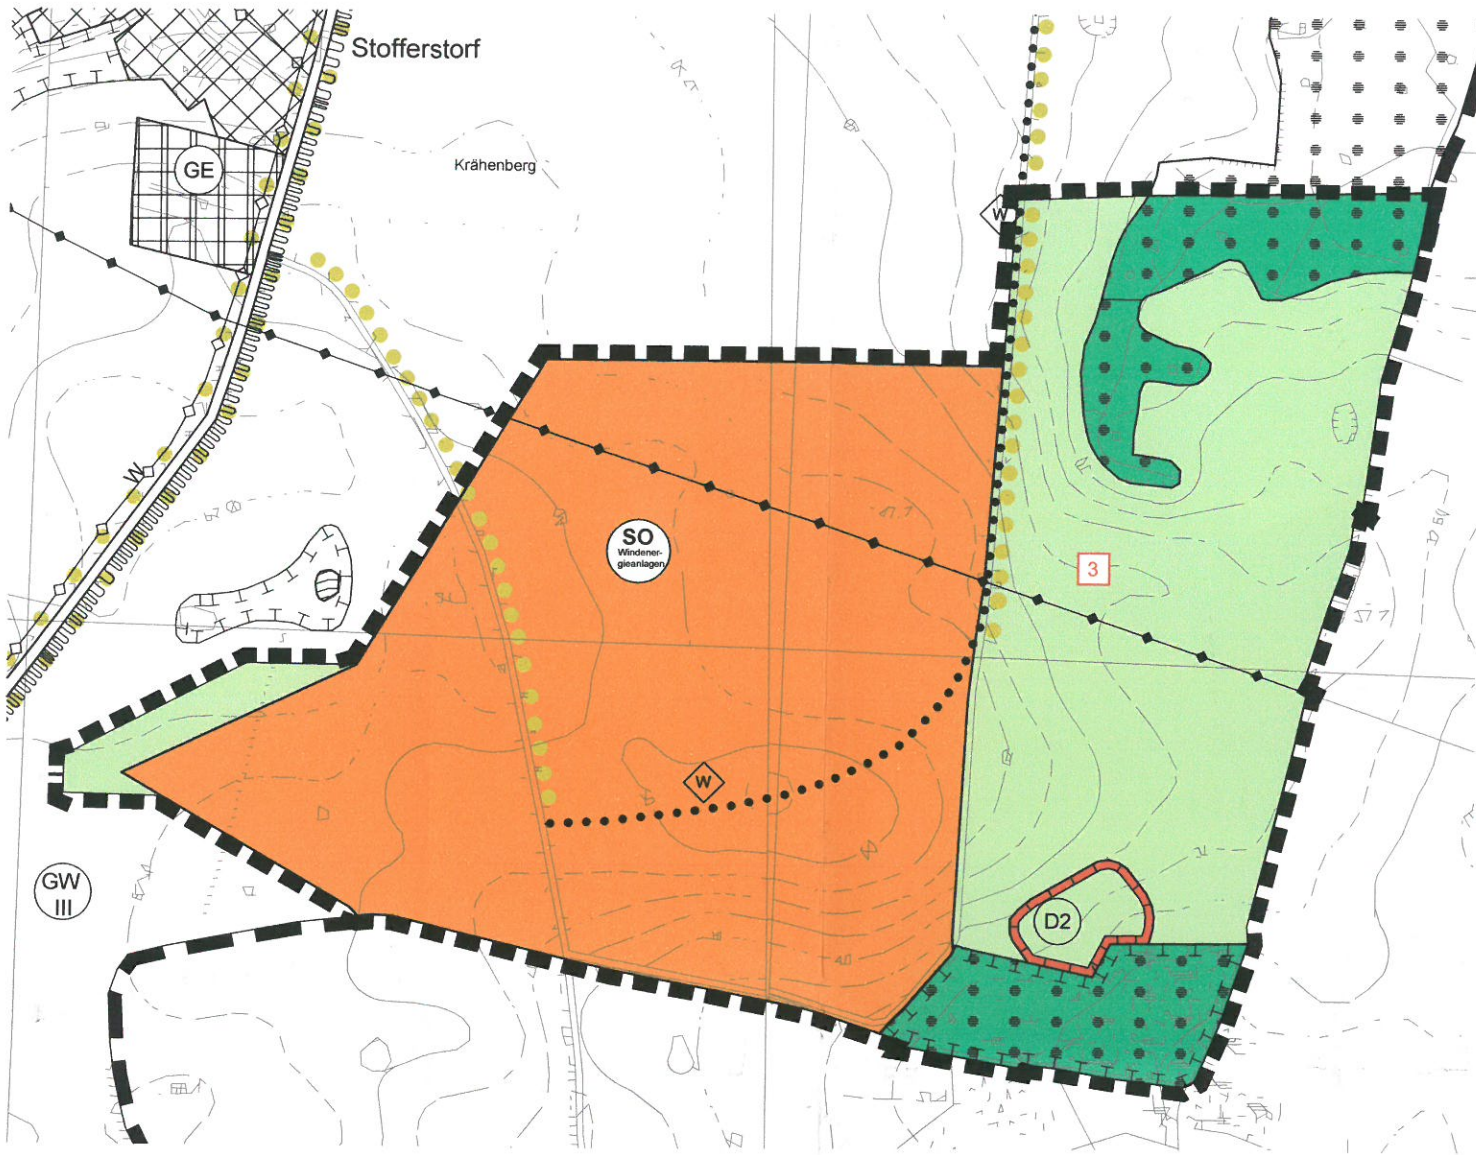 Stofferstorf
Krähenberg
GE
W
W
SO
Windener-
gieanlagen
3
W
GW
III
D2